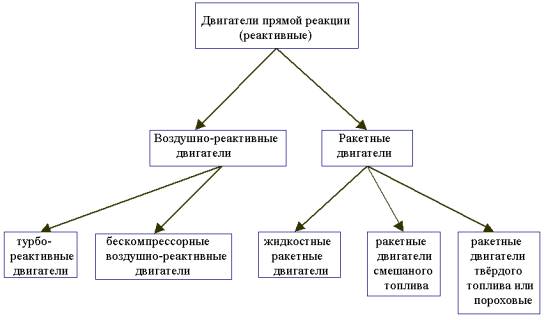 Двигатели прямой реакции
(реактивные)
Воздушно-реактивные
двигатели
Ракетные
двигатели
турбо-
реактивные
двигатели
бескомпрессорные
воздушно-реактивные
двигатели
жидкостные
ракетные
двигатели
ракетные
двигатели
смешаного
топлива
ракетные
двигатели
твёрдого
топлива или
пороховые